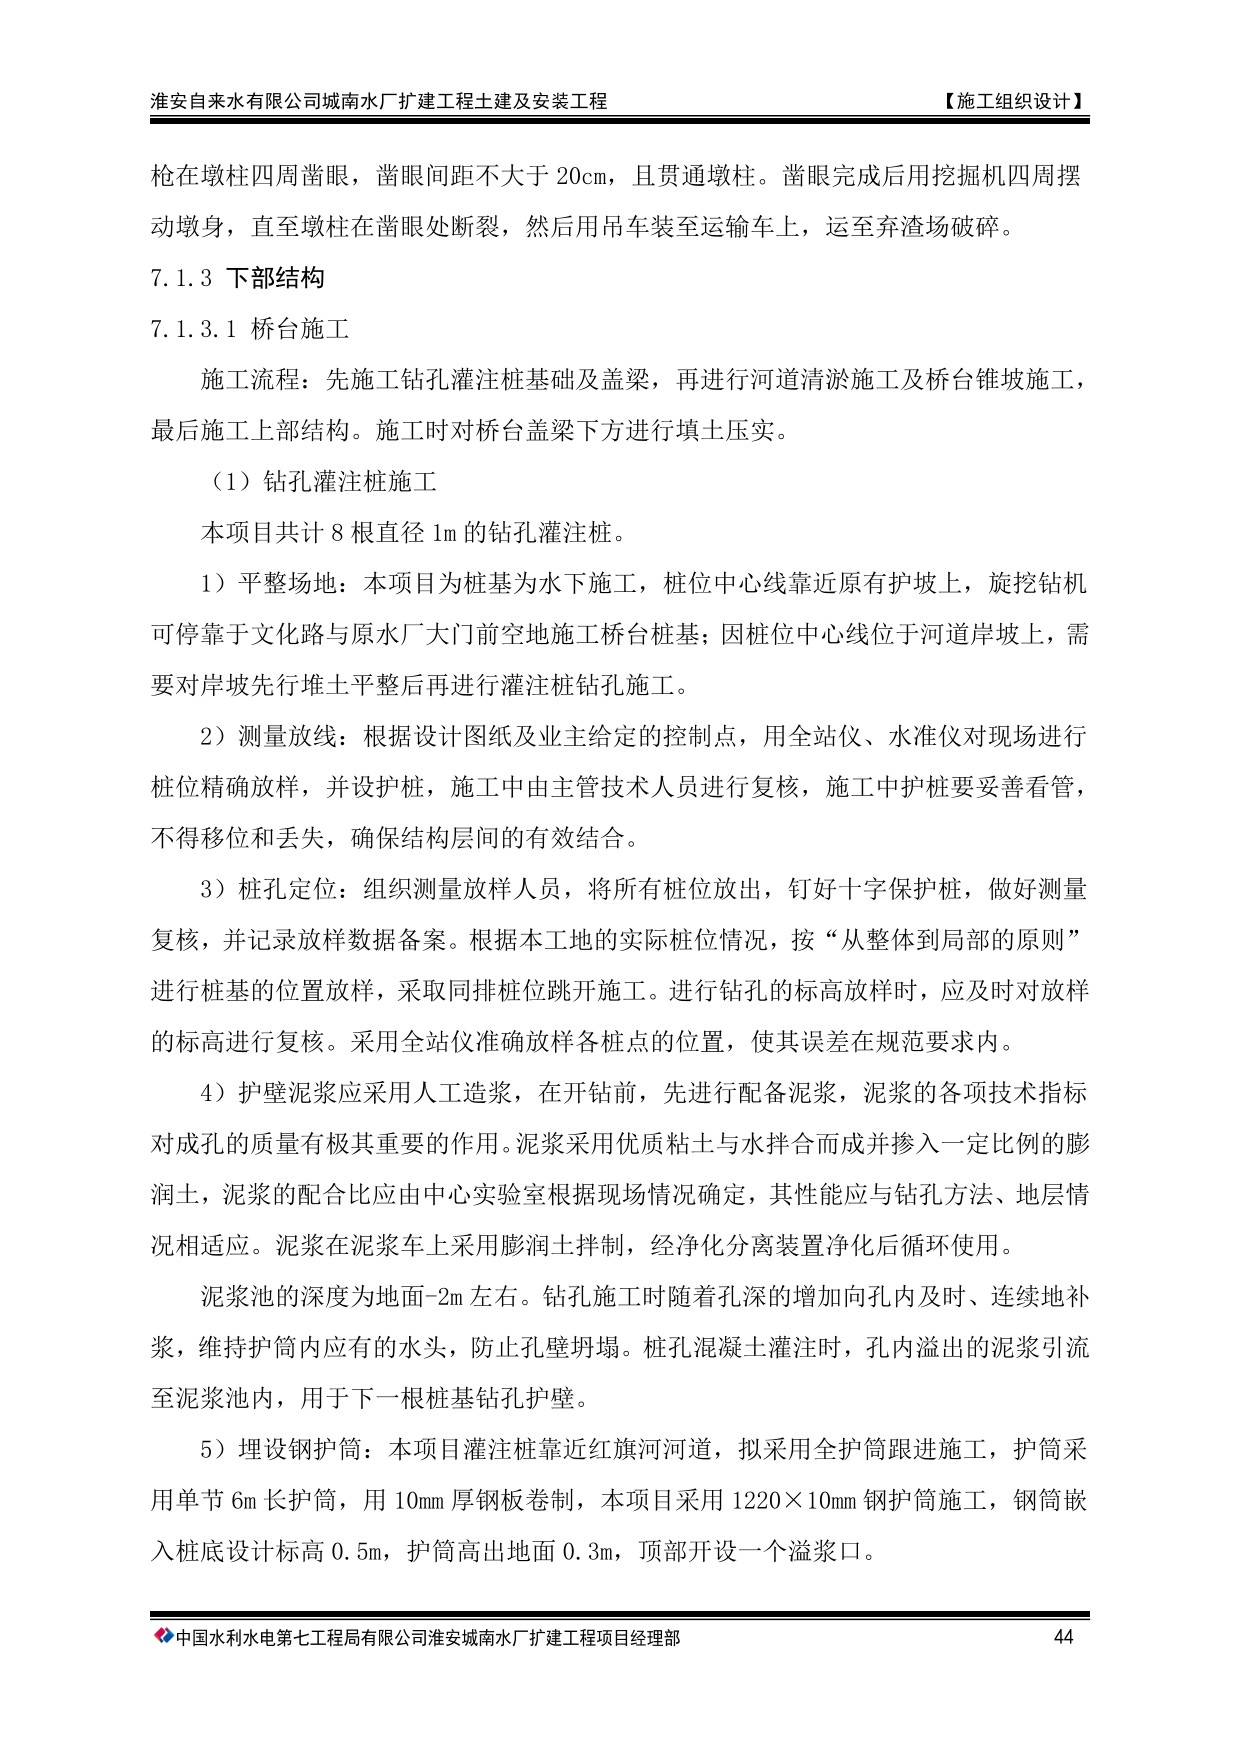 淮安自来水有限公司城南水厂扩建工程土建及安装工程 【施工组织设计】
枪在墩柱四周凿眼，凿眼间距不大于 20cm，且贯通墩柱。凿眼完成后用挖掘机四周摆
动墩身，直至墩柱在凿眼处断裂，然后用吊车装至运输车上，运至弃渣场破碎。
7.1.3 下部结构
7.1.3.1 桥台施工
施工流程：先施工钻孔灌注桩基础及盖梁，再进行河道清淤施工及桥台锥坡施工，
最后施工上部结构。施工时对桥台盖梁下方进行填土压实。
（1）钻孔灌注桩施工
本项目共计 8 根直径 1m 的钻孔灌注桩。
1）平整场地：本项目为桩基为水下施工，桩位中心线靠近原有护坡上，旋挖钻机
可停靠于文化路与原水厂大门前空地施工桥台桩基；因桩位中心线位于河道岸坡上，需
要对岸坡先行堆土平整后再进行灌注桩钻孔施工。
2）测量放线：根据设计图纸及业主给定的控制点，用全站仪、水准仪对现场进行
桩位精确放样，并设护桩，施工中由主管技术人员进行复核，施工中护桩要妥善看管，
不得移位和丢失，确保结构层间的有效结合。
3）桩孔定位：组织测量放样人员，将所有桩位放出，钉好十字保护桩，做好测量
复核，并记录放样数据备案。根据本工地的实际桩位情况，按“从整体到局部的原则”
进行桩基的位置放样，采取同排桩位跳开施工。进行钻孔的标高放样时，应及时对放样
的标高进行复核。采用全站仪准确放样各桩点的位置，使其误差在规范要求内。
4）护壁泥浆应采用人工造浆，在开钻前，先进行配备泥浆，泥浆的各项技术指标
对成孔的质量有极其重要的作用。泥浆采用优质粘土与水拌合而成并掺入一定比例的膨
润土，泥浆的配合比应由中心实验室根据现场情况确定，其性能应与钻孔方法、地层情
况相适应。泥浆在泥浆车上采用膨润土拌制，经净化分离装置净化后循环使用。
泥浆池的深度为地面-2m 左右。钻孔施工时随着孔深的增加向孔内及时、连续地补
浆，维持护筒内应有的水头，防止孔壁坍塌。桩孔混凝土灌注时，孔内溢出的泥浆引流
至泥浆池内，用于下一根桩基钻孔护壁。
5）埋设钢护筒：本项目灌注桩靠近红旗河河道，拟采用全护筒跟进施工，护筒采
用单节 6m 长护筒，用 10mm 厚钢板卷制，本项目采用 1220×10mm 钢护筒施工，钢筒嵌
入桩底设计标高 0.5m，护筒高出地面 0.3m，顶部开设一个溢浆口。
中国水利水电第七工程局有限公司淮安城南水厂扩建工程项目经理部 44